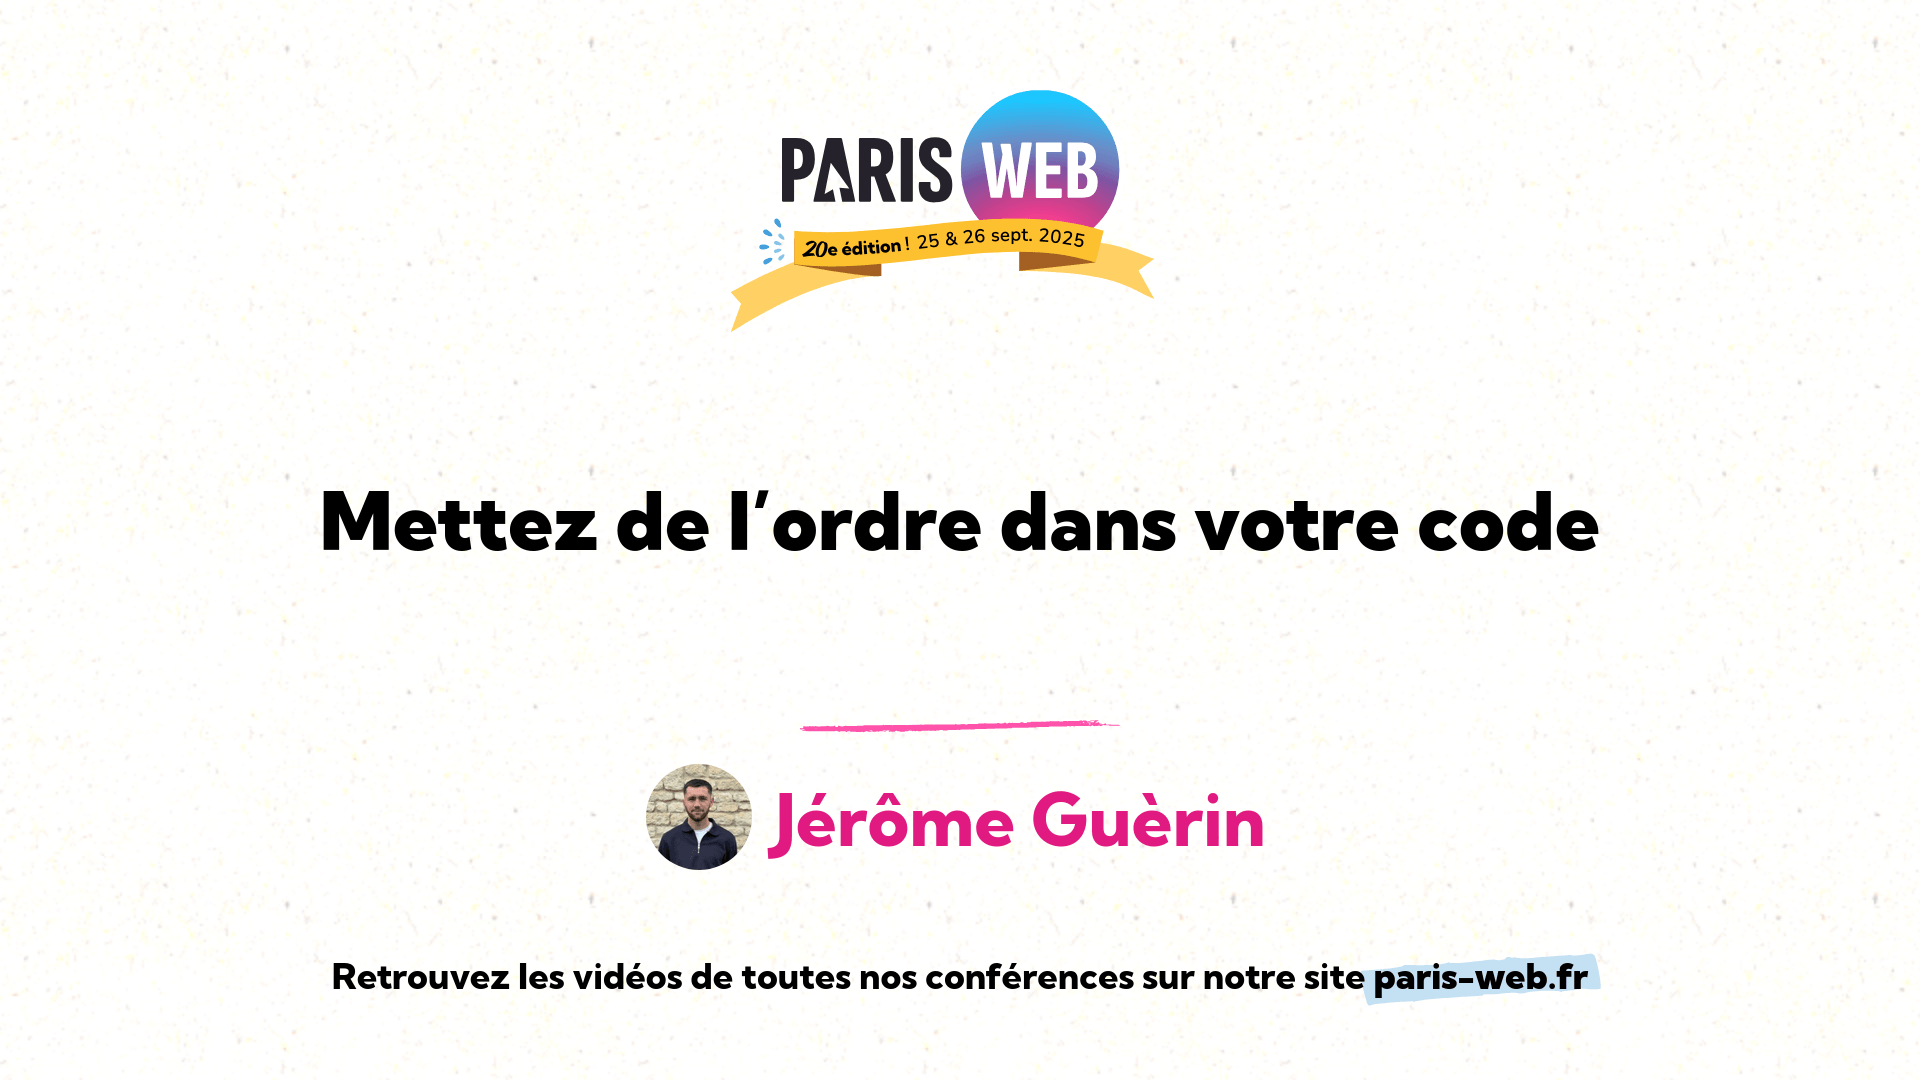 PARIS WEB
20e édition ! 25 & 26 sept. 2025
Mettez de l’ordre dans votre code
Jérôme Guèrin
Retrouvez les vidéos de toutes nos conférences sur notre site paris-web.fr